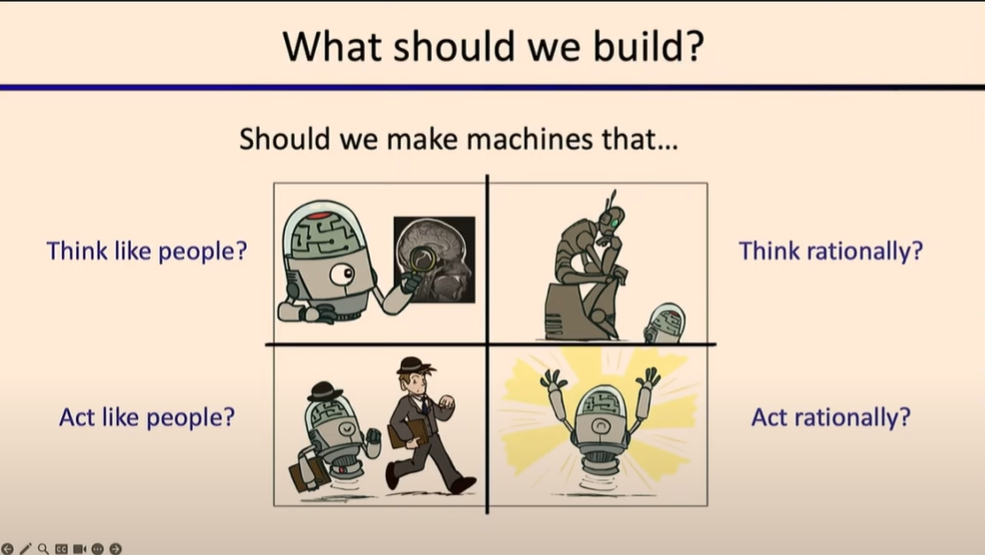 What should we build?
Should we make machines that...
Think like people?
Think rationally?
Act like people?
Act rationally?